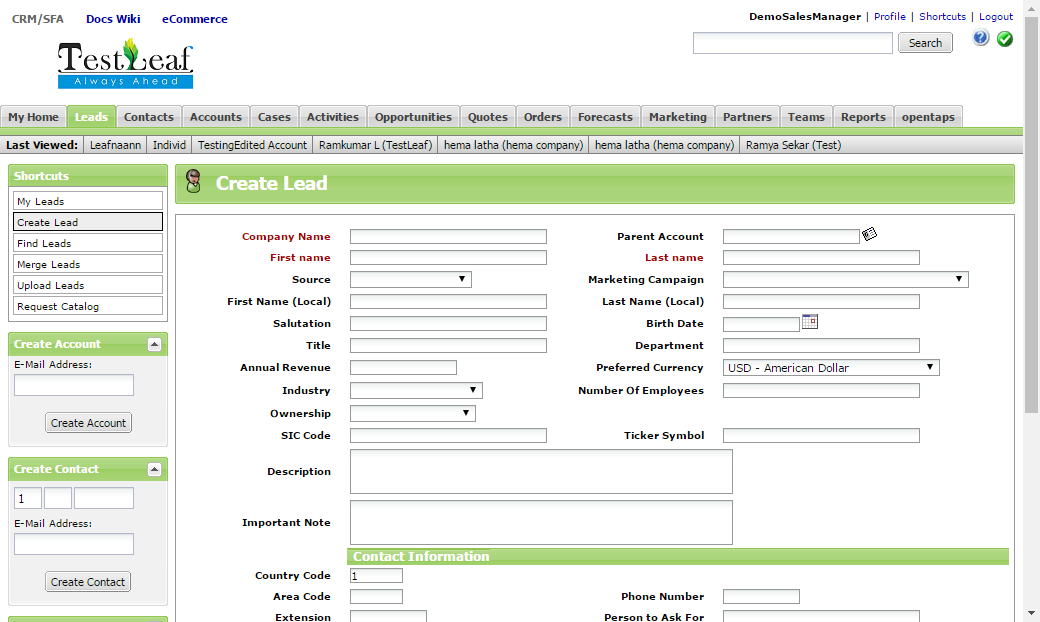 CRM/SFA Docs Wiki eCommerce
DemoSalesManager | Profile | Shortcuts | Logout
Search
TestLeaf
Always Ahead
My Home Leads Contacts Accounts Cases Activities Opportunities Quotes Orders Forecasts Marketing Partners Teams Reports opentaps
Last Viewed: Leafnaann Individ TestingEdited Account Ramkumar L (TestLeaf) hema latha (hema company) hema latha (hema company) Ramya Sekar (Test)
Shortcuts
My Leads
Create Lead
Find Leads
Merge Leads
Upload Leads
Request Catalog
Create Account
E-Mail Address:
Create Account
Create Contact
1
E-Mail Address:
Create Contact
Create Lead
Company Name Parent Account
First name Last name
Source Marketing Campaign
First Name (Local) Last Name (Local)
Salutation Birth Date
Title Department
Annual Revenue Preferred Currency USD - American Dollar
Industry Number Of Employees
Ownership
SIC Code Ticker Symbol
Description
Important Note
Contact Information
Country Code 1
Area Code Phone Number
Extension Person to Ask For